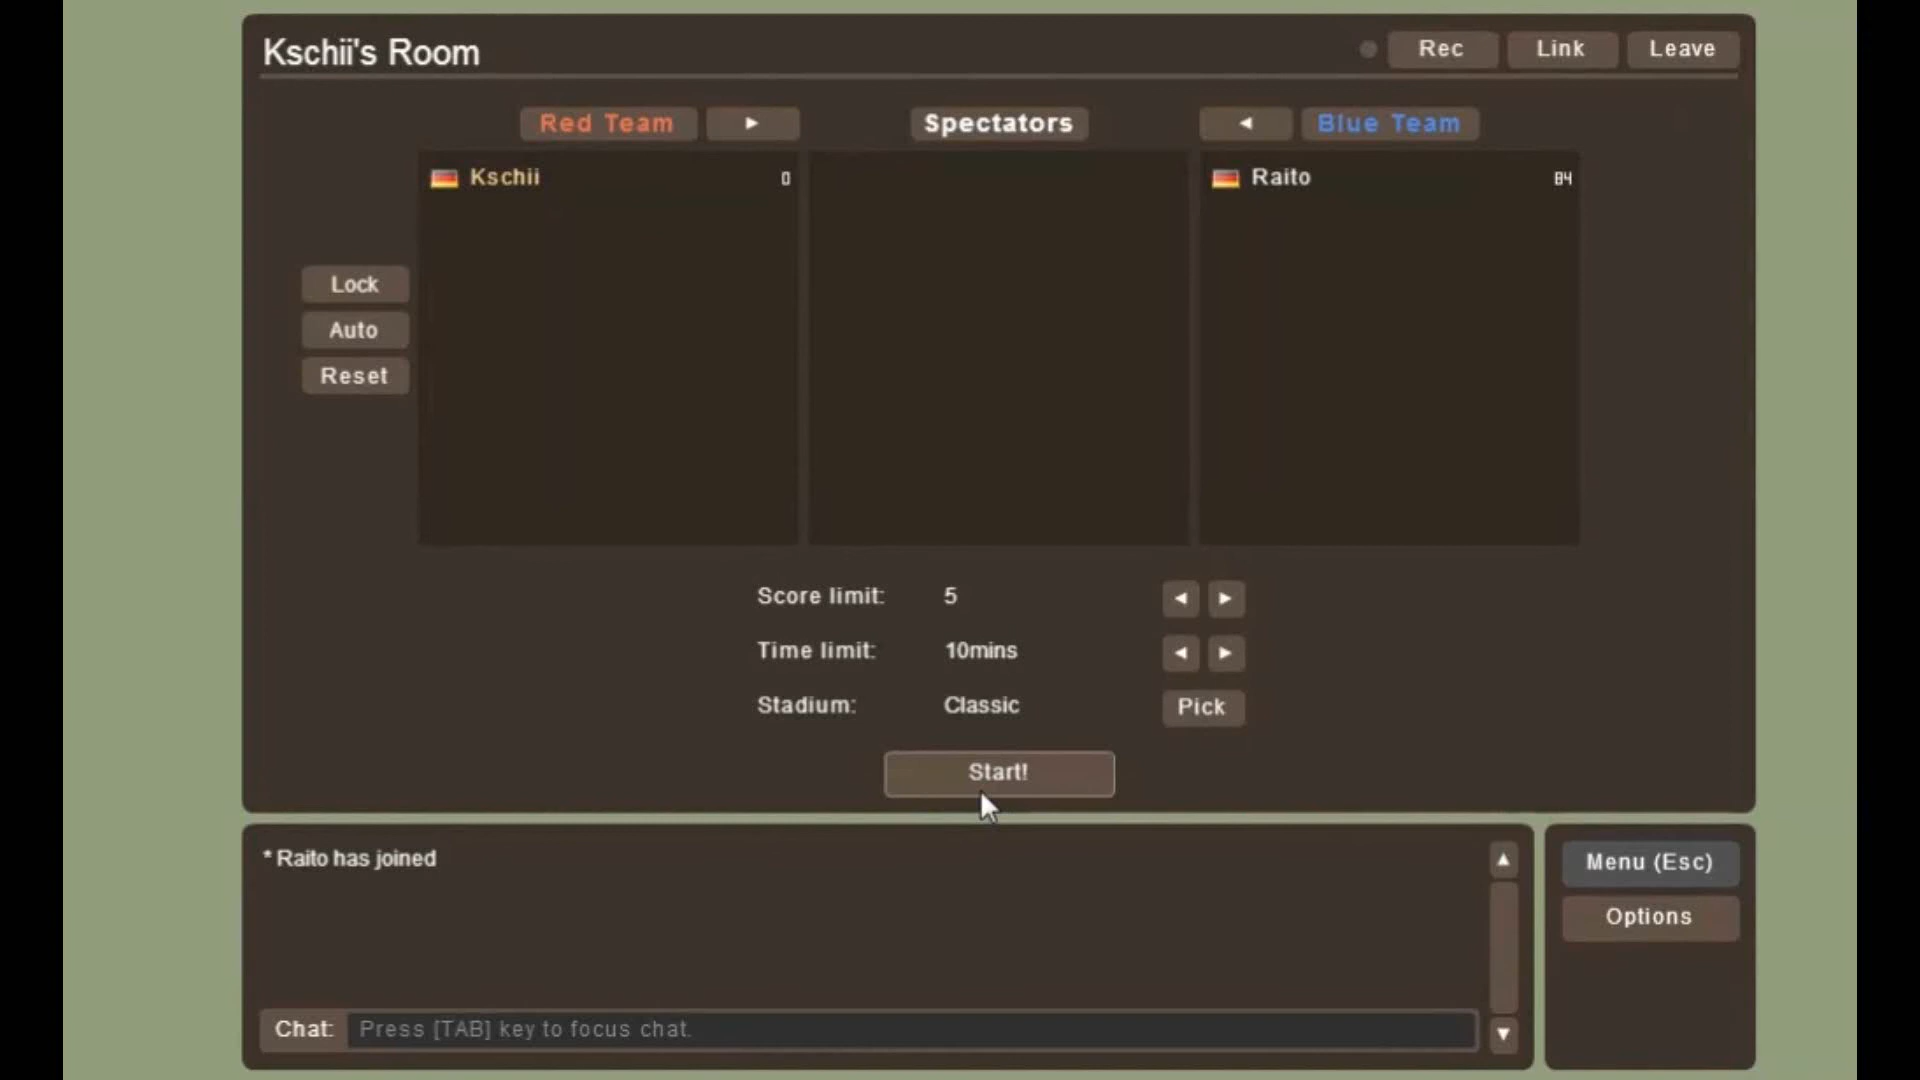 Kschii's Room
Rec
Link
Leave
Red Team
►
Spectators
◄
Blue Team
Kschii 0
Raito 84
Lock
Auto
Reset
Score limit: 5
◄ ►
Time limit: 10mins
◄ ►
Stadium: Classic
Pick
Start!
* Raito has joined
▲
▼
Chat: Press [TAB] key to focus chat.
Menu (Esc)
Options